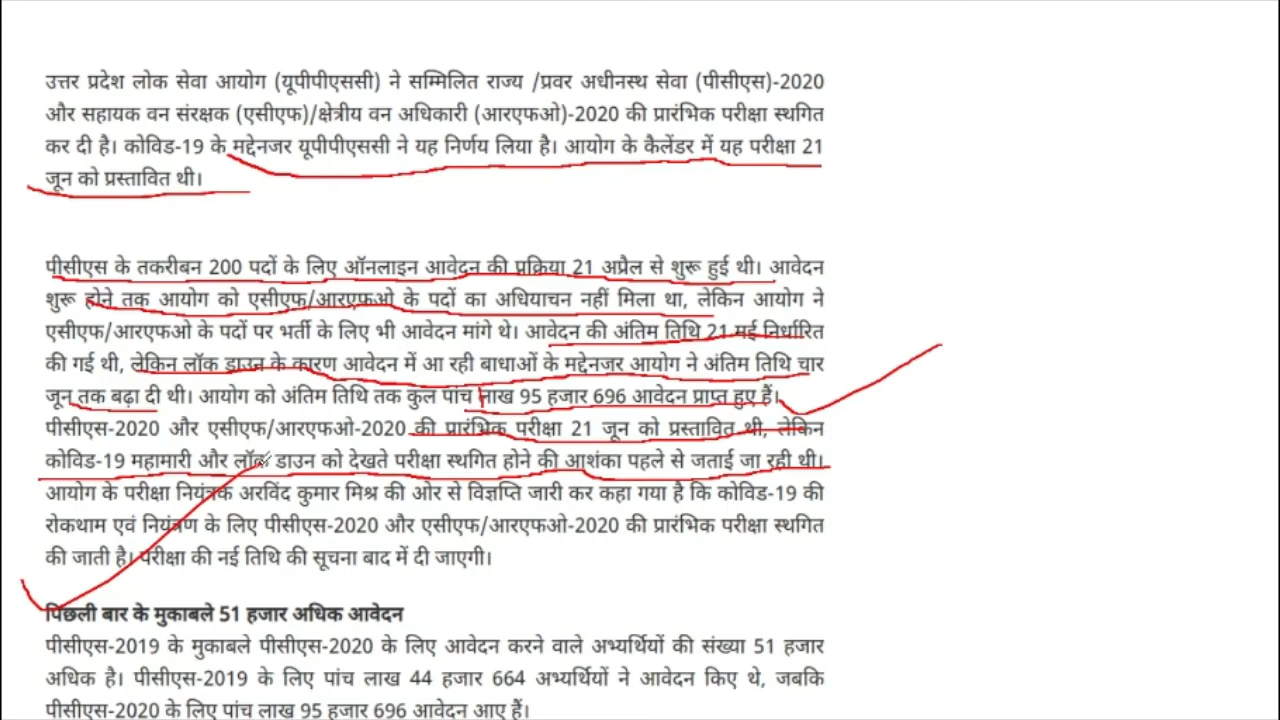 उत्तर प्रदेश लोक सेवा आयोग (यूपीपीएससी) ने सम्मिलित राज्य /प्रवर अधीनस्थ सेवा (पीसीएस)-2020
और सहायक वन संरक्षक (एसीएफ)/क्षेत्रीय वन अधिकारी (आरएफओ)-2020 की प्रारंभिक परीक्षा स्थगित
कर दी है। कोविड-19 के मद्देनजर यूपीपीएससी ने यह निर्णय लिया है। आयोग के कैलेंडर में यह परीक्षा 21
जून को प्रस्तावित थी।
पीसीएस के तकरीबन 200 पदों के लिए ऑनलाइन आवेदन की प्रक्रिया 21 अप्रैल से शुरू हुई थी। आवेदन
शुरू होने तक आयोग को एसीएफ/आरएफओ के पदों का अधियाचन नहीं मिला था, लेकिन आयोग ने
एसीएफ/आरएफओ के पदों पर भर्ती के लिए भी आवेदन मांगे थे। आवेदन की अंतिम तिथि 21 मई निर्धारित
की गई थी, लेकिन लॉक डाउन के कारण आवेदन में आ रही बाधाओं के मद्देनजर आयोग ने अंतिम तिथि चार
जून तक बढ़ा दी थी। आयोग को अंतिम तिथि तक कुल पांच लाख 95 हजार 696 आवेदन प्राप्त हुए हैं।
पीसीएस-2020 और एसीएफ/आरएफओ-2020 की प्रारंभिक परीक्षा 21 जून को प्रस्तावित थी, लेकिन
कोविड-19 महामारी और लॉक डाउन को देखते परीक्षा स्थगित होने की आशंका पहले से जताई जा रही थी।
आयोग के परीक्षा नियंत्रक अरविंद कुमार मिश्र की ओर से विज्ञप्ति जारी कर कहा गया है कि कोविड-19 की
रोकथाम एवं नियंत्रण के लिए पीसीएस-2020 और एसीएफ/आरएफओ-2020 की प्रारंभिक परीक्षा स्थगित
की जाती है। परीक्षा की नई तिथि की सूचना बाद में दी जाएगी।
पिछली बार के मुकाबले 51 हजार अधिक आवेदन
पीसीएस-2019 के मुकाबले पीसीएस-2020 के लिए आवेदन करने वाले अभ्यर्थियों की संख्या 51 हजार
अधिक है। पीसीएस-2019 के लिए पांच लाख 44 हजार 664 अभ्यर्थियों ने आवेदन किए थे, जबकि
पीसीएस-2020 के लिए पांच लाख 95 हजार 696 आवेदन आए हैं।